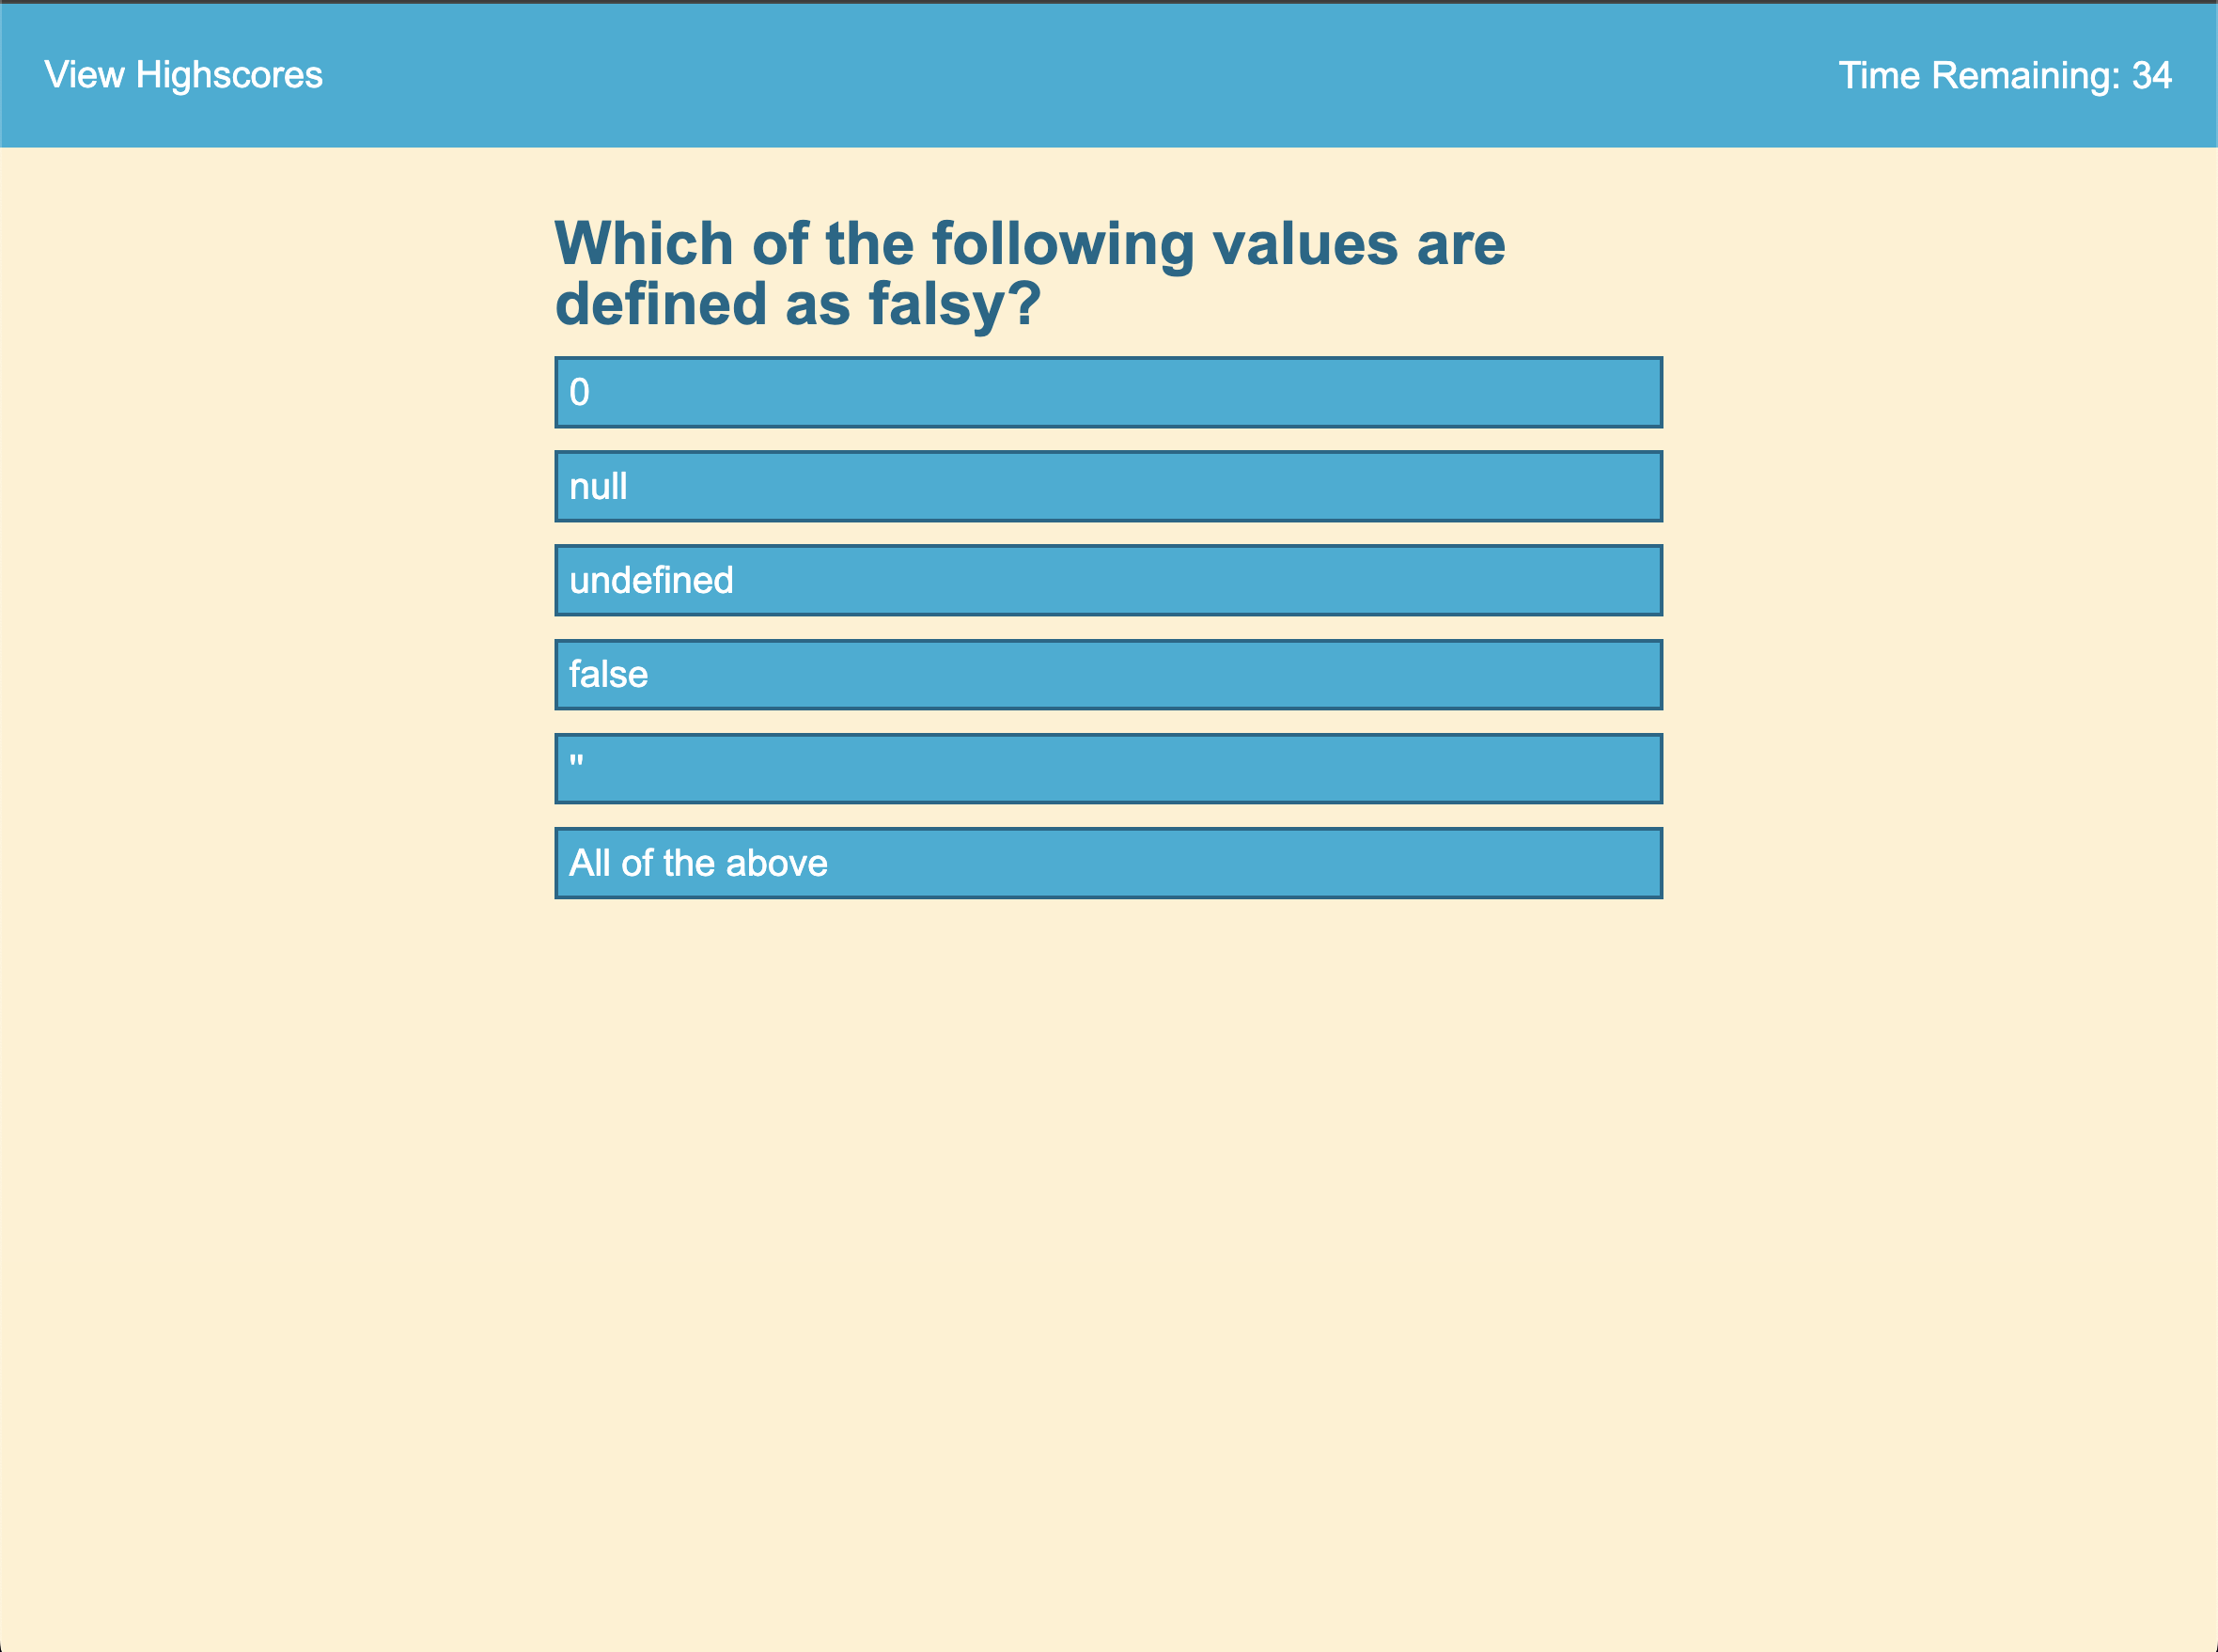 View Highscores
Time Remaining: 34
Which of the following values are
defined as falsy?
0
null
undefined
false
''
All of the above